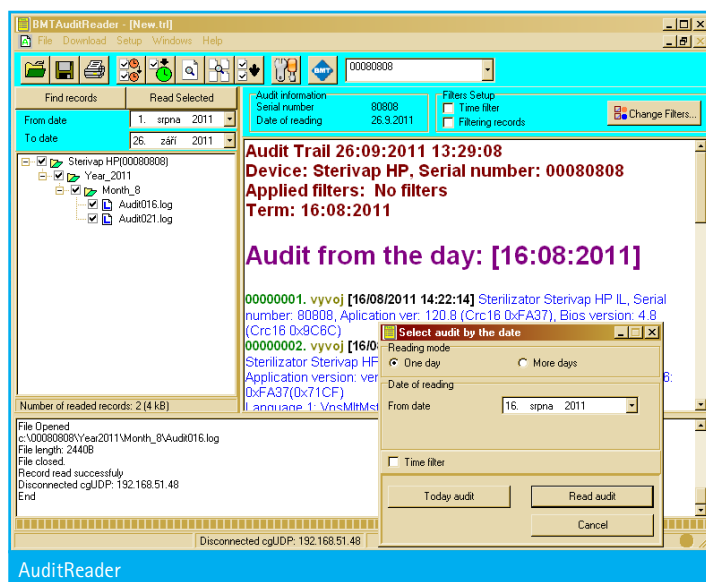 BMTAuditReader - [New.trl]
File Download Setup Windows Help
BMT
00080808
Find records Read Selected
From date 1. srpna 2011
To date 26. září 2011
Audit information
Serial number 80808
Date of reading 26.9.2011
Filters Setup
Time filter
Filtering records
Change Filters...
Sterivap HP(00080808)
Year_2011
Month_8
Audit016.log
Audit021.log
Number of readed records: 2 (4 kB)
Audit Trail 26:09:2011 13:29:08
Device: Sterivap HP, Serial number: 00080808
Applied filters: No filters
Term: 16:08:2011
Audit from the day: [16:08:2011]
00000001. vyvoj [16/08/2011 14:22:14] Sterilizator Sterivap HP IL, Serial
number: 80808, Aplication ver: 120.8 (Crc16 0xFA37), Bios version: 4.8
(Crc16 0x9C6C)
00000002. vyvoj [16/0
Sterilizator Sterivap HP
Application version: ver
6:
0xFA37(0x71CF)
Language 1: VnsMltMst
Select audit by the date
Reading mode
One day More days
Date of reading
From date 16. srpna 2011
Time filter
Today audit Read audit
Cancel
File Opened
c:\00080808\Year2011\Month_8\Audit016.log
File length: 2440B
File closed.
Record read successfuly
Disconnected cgUDP: 192.168.51.48
End
Disconnected cgUDP: 192.168.51.48
AuditReader